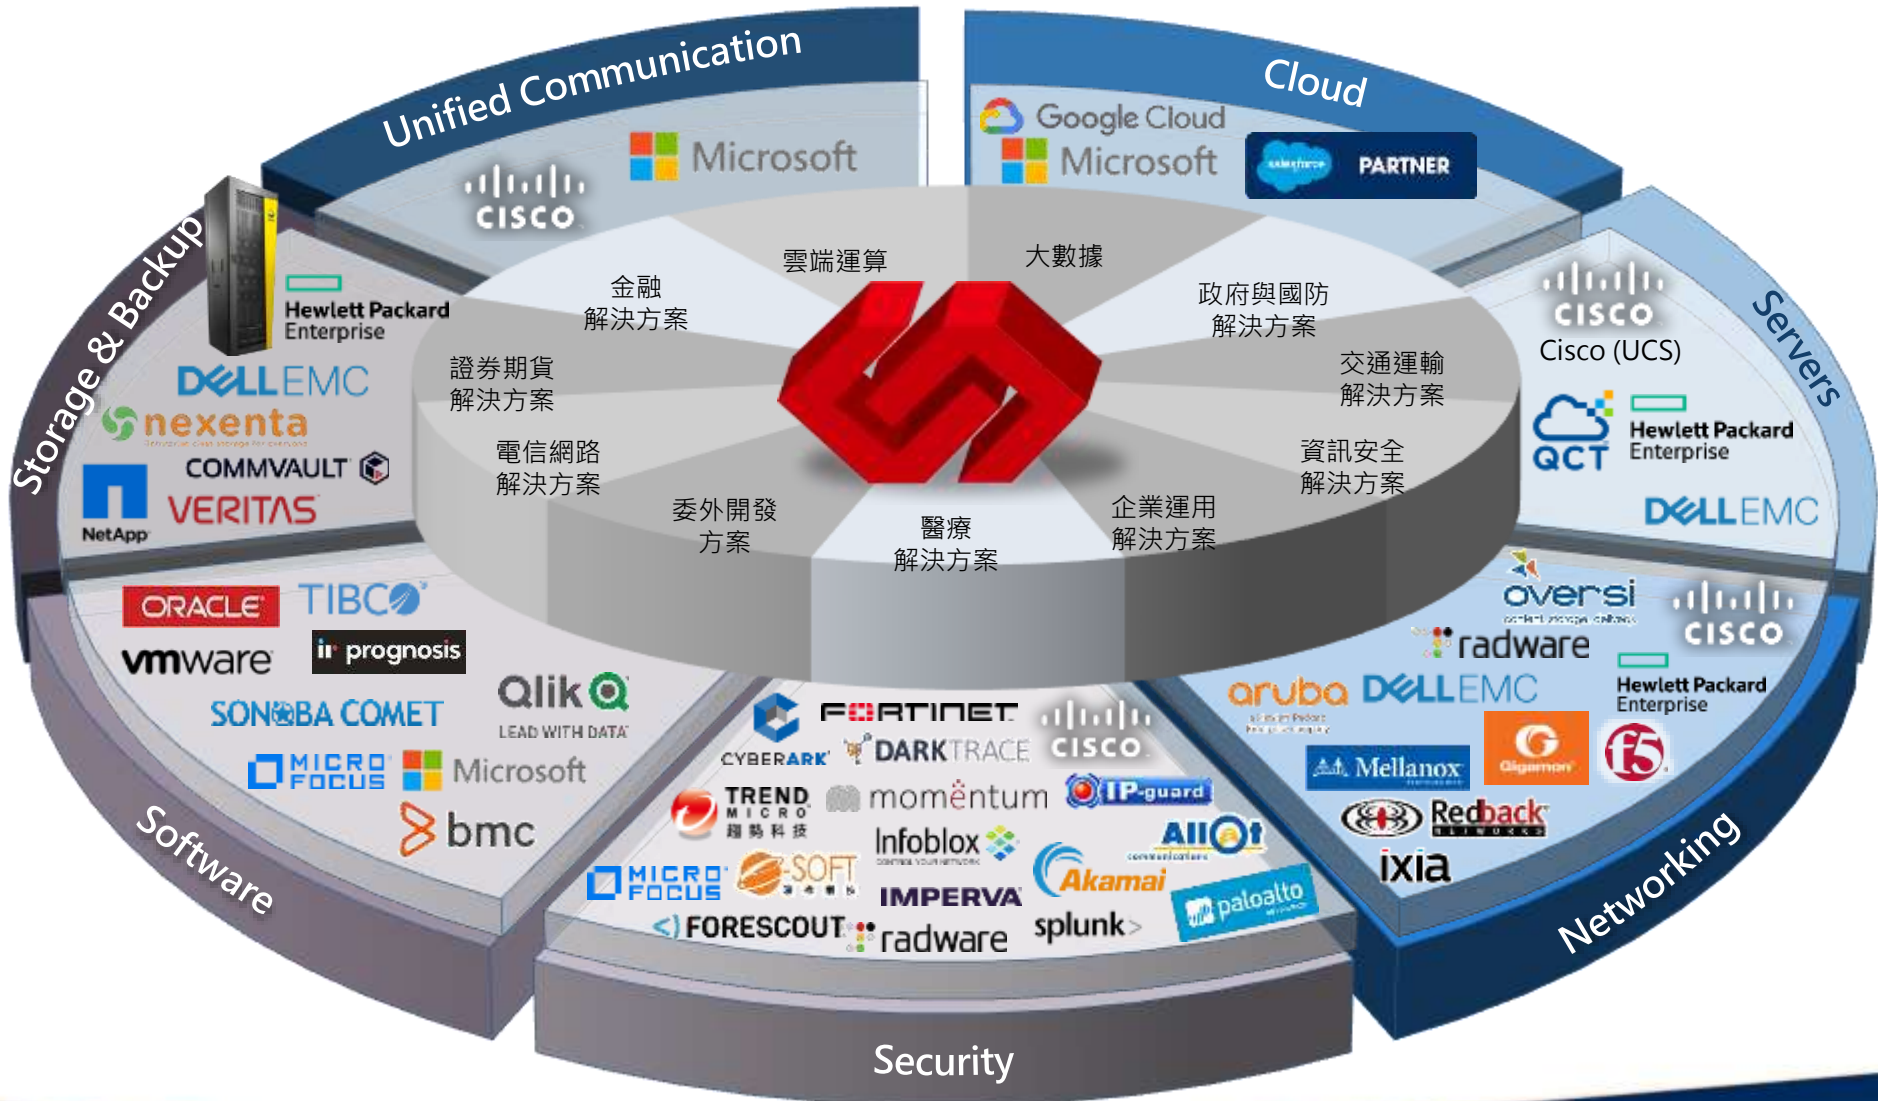 Unified Communication
CISCO
Microsoft
Cloud
Google Cloud
Microsoft
salesforce
PARTNER
Servers
CISCO
Cisco (UCS)
QCT
Hewlett Packard
Enterprise
DELLEMC
Networking
oversi
CISCO
radware
aruba
DELLEMC
Hewlett Packard
Enterprise
Mellanox
Gigamon
f5
Redback
NETWORKS
ixia
Security
CYBERARK
FORTINET
DARKTRACE
CISCO
TREND
MICRO
趨勢科技
momentum
IP-guard
Infoblox
CONTROL YOUR NETWORK
Allot
communications
MICRO
FOCUS
-SOFT
IMPERVA
Akamai
paloalto
FORESCOUT
radware
splunk>
Software
ORACLE
TIBCO
vmware
ir prognosis
SONOBA COMET
Qlik
LEAD WITH DATA
MICRO
FOCUS
Microsoft
bmc
Storage & Backup
Hewlett Packard
Enterprise
DELLEMC
nexenta
COMMVAULT
NetApp
VERITAS
雲端運算
大數據
政府與國防
解決方案
交通運輸
解決方案
資訊安全
解決方案
企業運用
解決方案
醫療
解決方案
委外開發
方案
電信網路
解決方案
證券期貨
解決方案
金融
解決方案